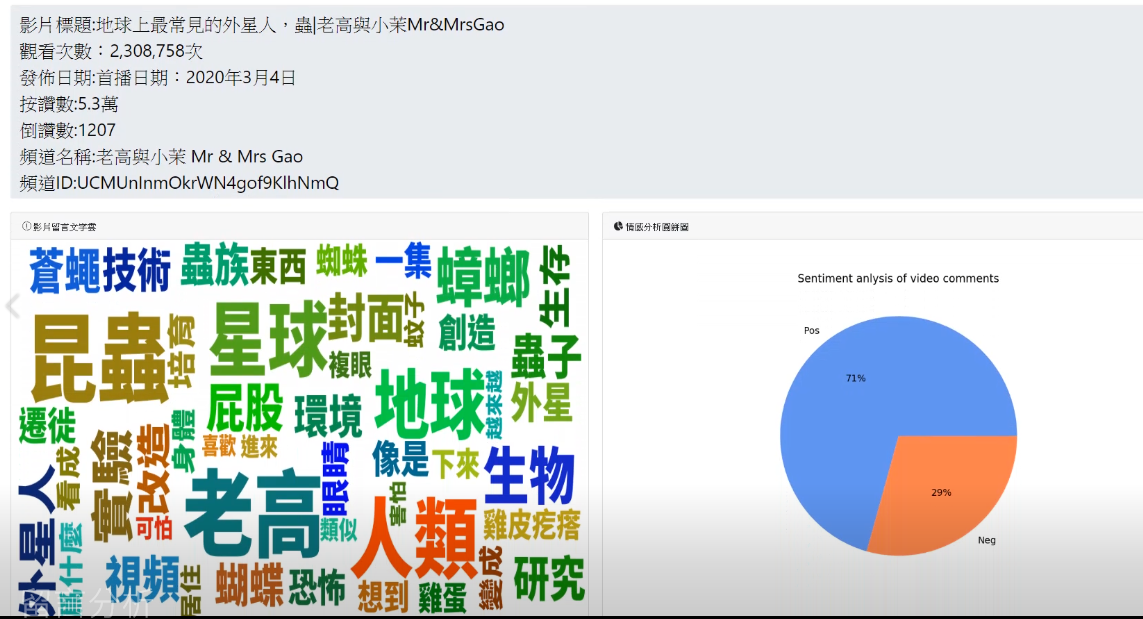 影片標題:地球上最常見的外星人，蟲|老高與小茉Mr&MrsGao
觀看次數：2,308,758次
發佈日期:首播日期：2020年3月4日
按讚數:5.3萬
倒讚數:1207
頻道名稱:老高與小茉 Mr & Mrs Gao
頻道ID:UCMUnInmOkrWN4gof9KlhNmQ
影片留言文字雲
蒼蠅
技術
蟲族
東西
蜘蛛
一集
蟑螂
生存
昆蟲
培育
星球
封面
蚊子
創造
複眼
蟲子
屁股
環境
地球
越來越
外星
遷徙
身體
喜歡
進來
看成
實驗
改造
眼睛
像是
下來
生物
外星人
為什麼
可怕
老高
類似
害怕
人類
雞皮疙瘩
視頻
居住
蝴蝶
恐怖
想到
雞蛋
變成
研究
情感分析圓餅圖
Sentiment anlysis of video comments
Pos
71%
29%
Neg